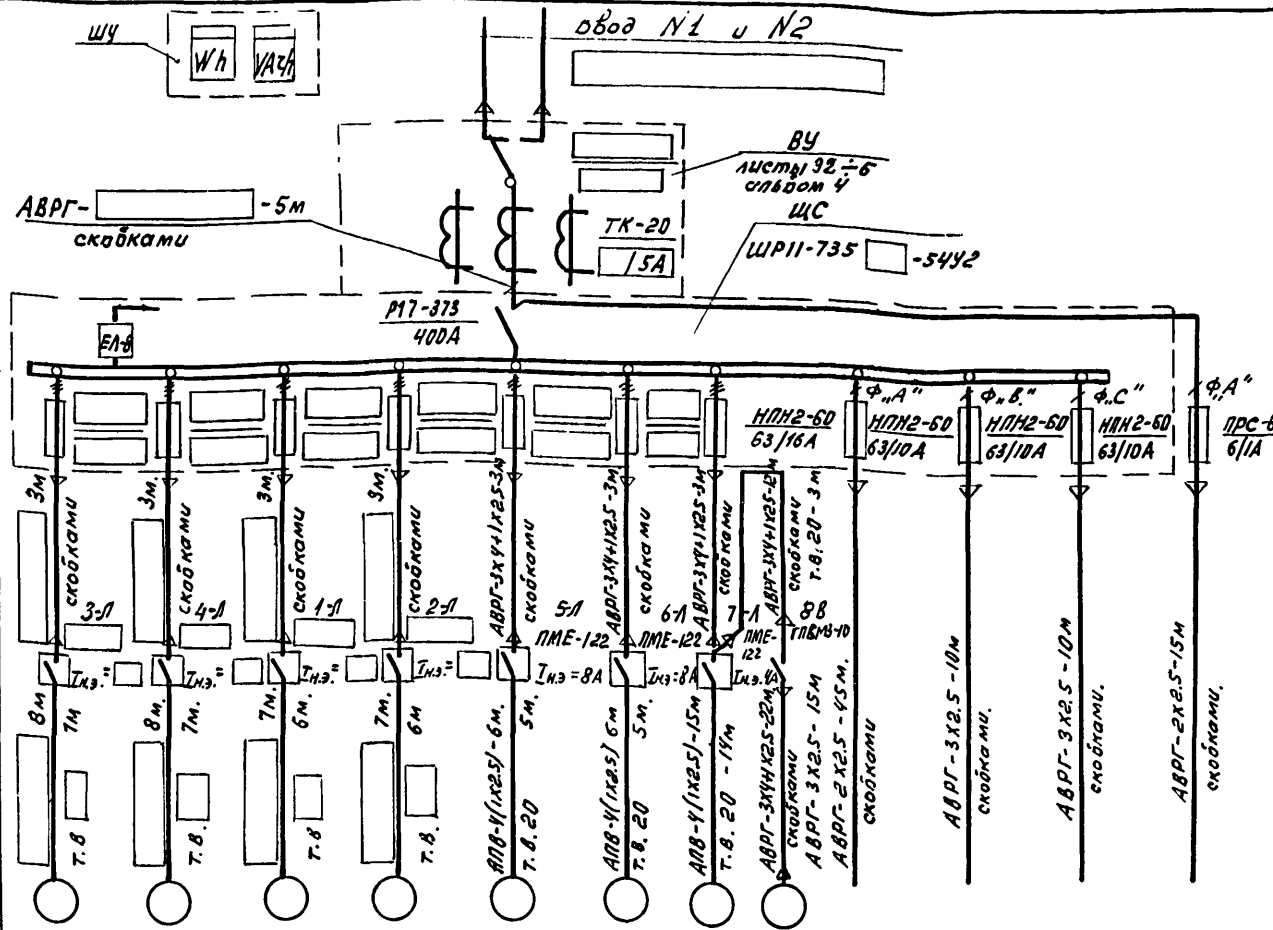 ШУ
Wh
VArh
Ввод N1 и N2
ВУ
листы 32÷6
альбом 4
АВРГ- -5м
скобками
ТК-20
/5А
ЩС
ШР11-735 -54У2
Р17-373
400А
ЕЛ-8
Ф„А"
Ф„В"
Ф„С"
Ф„А"
НПН2-60
63/16А
НПН2-60
63/10А
НПН2-60
63/10А
НПН2-60
63/10А
6/1А
3м.
скобками
3м.
скобками
3м.
скобками
3м.
скобками
АВРГ-3х4+1х2.5-3м
скобками
АВРГ-3х4+1х2.5-3м
скобками
АВРГ-3х4+1х2.5-3м
скобками
АВРГ-3х4+1х2.5-12м
скобками
т.в.20-3м
3-Л
4-Л
1-Л
2-Л
5-Л
ПМЕ-122
6-Л
ПМЕ-122
7-Л
ПМЕ-
122
8В
Iн.э.=
Iн.э.=
Iн.э.=
Iн.э.=
Iн.э=8А
Iн.э=8А
Iн.э.4А
8м.
7м
8м.
7м.
7м.
6м.
7м.
6м
АПВ-4(1х2.5)-6м.
5м.
АПВ-4(1х2.5) 6м
5м.
АПВ-4(1х2.5)-15м
т.в. 20 -14м
АВРГ-3х4+1х2.5-22м
скобками
т.в.
т.в.
т.в
т.в.
т.в. 20
т.в. 20
АВРГ-3х2.5-15м
АВРГ-2х2.5-45м.
скобками
АВРГ-3х2.5-10м
скобками.
АВРГ-3х2.5-10м
скобками.
АВРГ-2х2.5-15м
скобками.